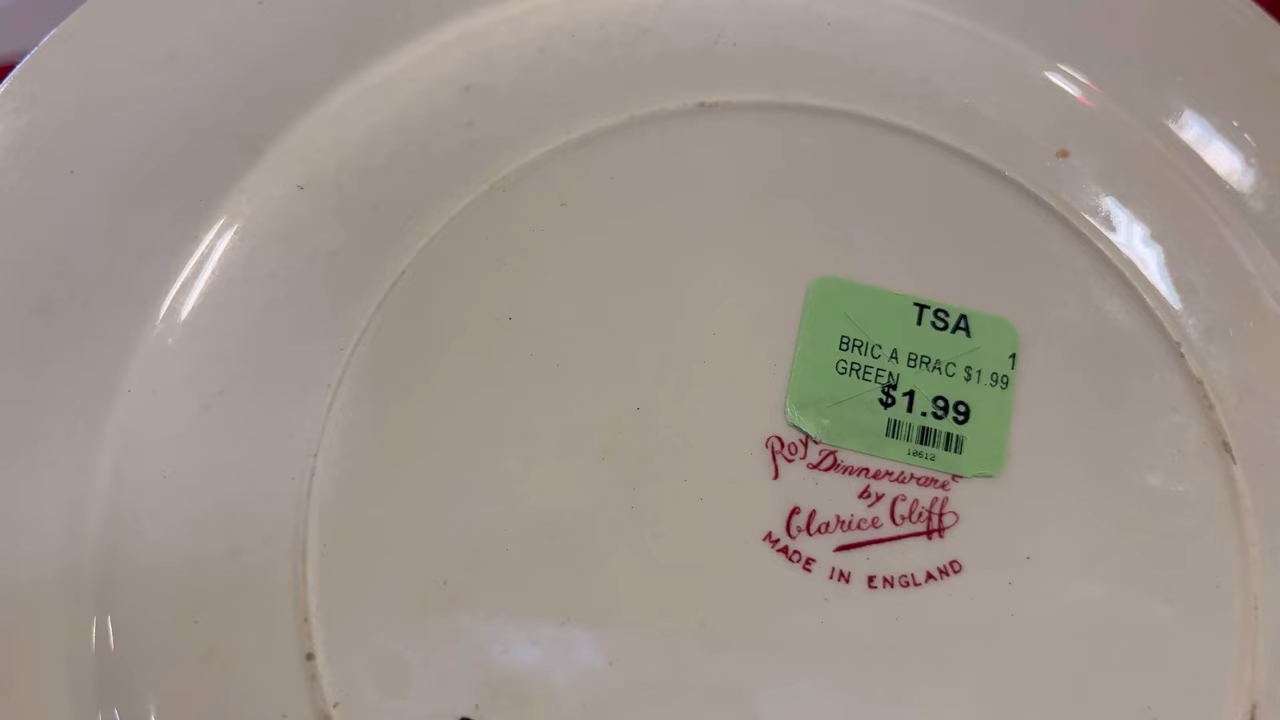 TSA
1
BRIC A BRAC $1.99
GREEN
$1.99
10612
Dinnerware
by
Clarice Cliff
MADE IN ENGLAND